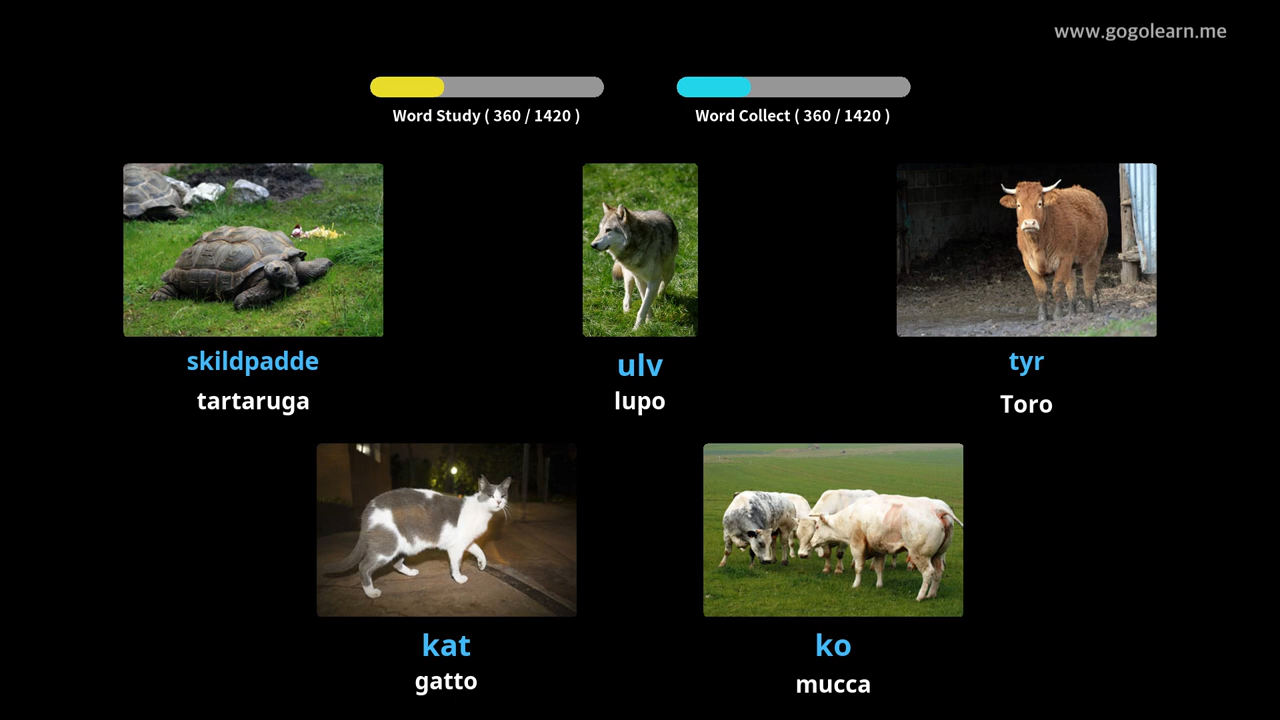 www.gogolearn.me
Word Study ( 360 / 1420 )
Word Collect ( 360 / 1420 )
skildpadde
tartaruga
ulv
lupo
tyr
Toro
kat
gatto
ko
mucca